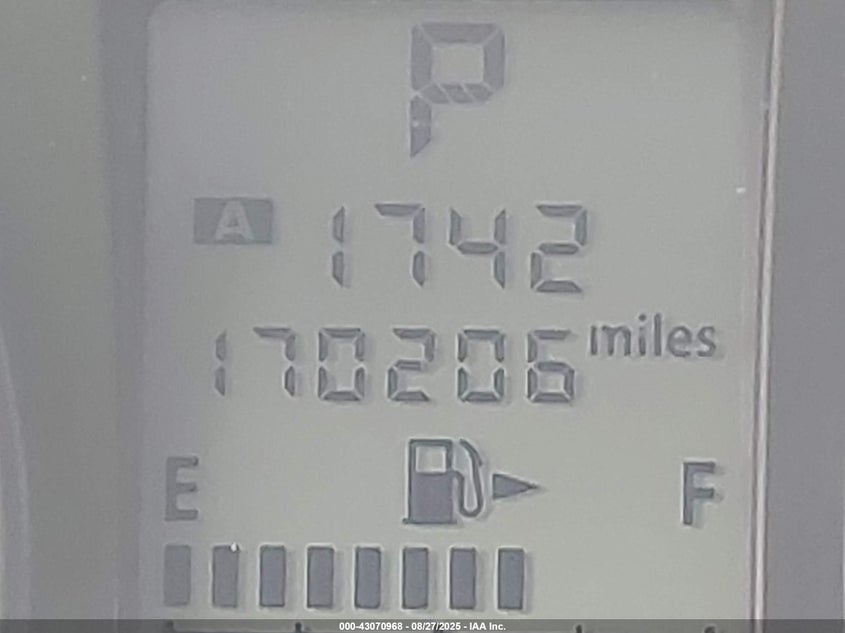 P
A 1742
170206 miles
E F
000-43070968 - 08/27/2025 - IAA Inc.